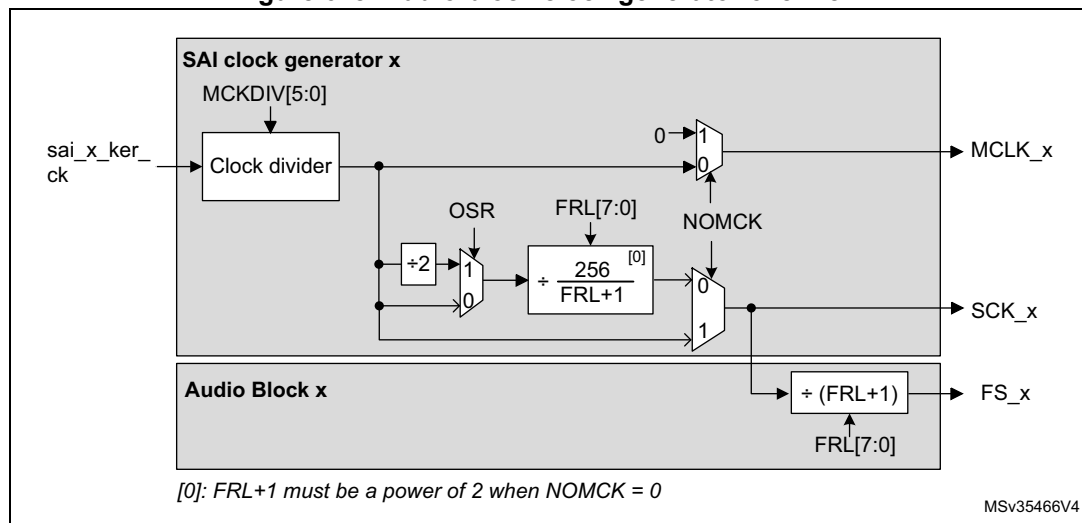 SAI clock generator x
MCKDIV[5:0]
sai_x_ker_
ck
Clock divider
0
1
0
MCLK_x
OSR
FRL[7:0]
NOMCK
÷2
1
0
÷ 256
FRL+1
[0]
0
1
SCK_x
Audio Block x
÷ (FRL+1)
FS_x
FRL[7:0]
[0]: FRL+1 must be a power of 2 when NOMCK = 0
MSv35466V4